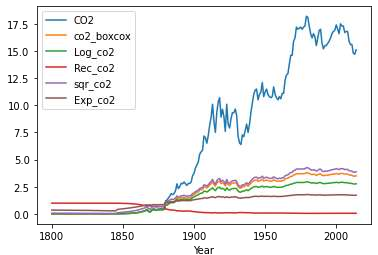 17.5
15.0
12.5
10.0
7.5
5.0
2.5
0.0
CO2
co2_boxcox
Log_co2
Rec_co2
sqr_co2
Exp_co2
1800
1850
1900
1950
2000
Year